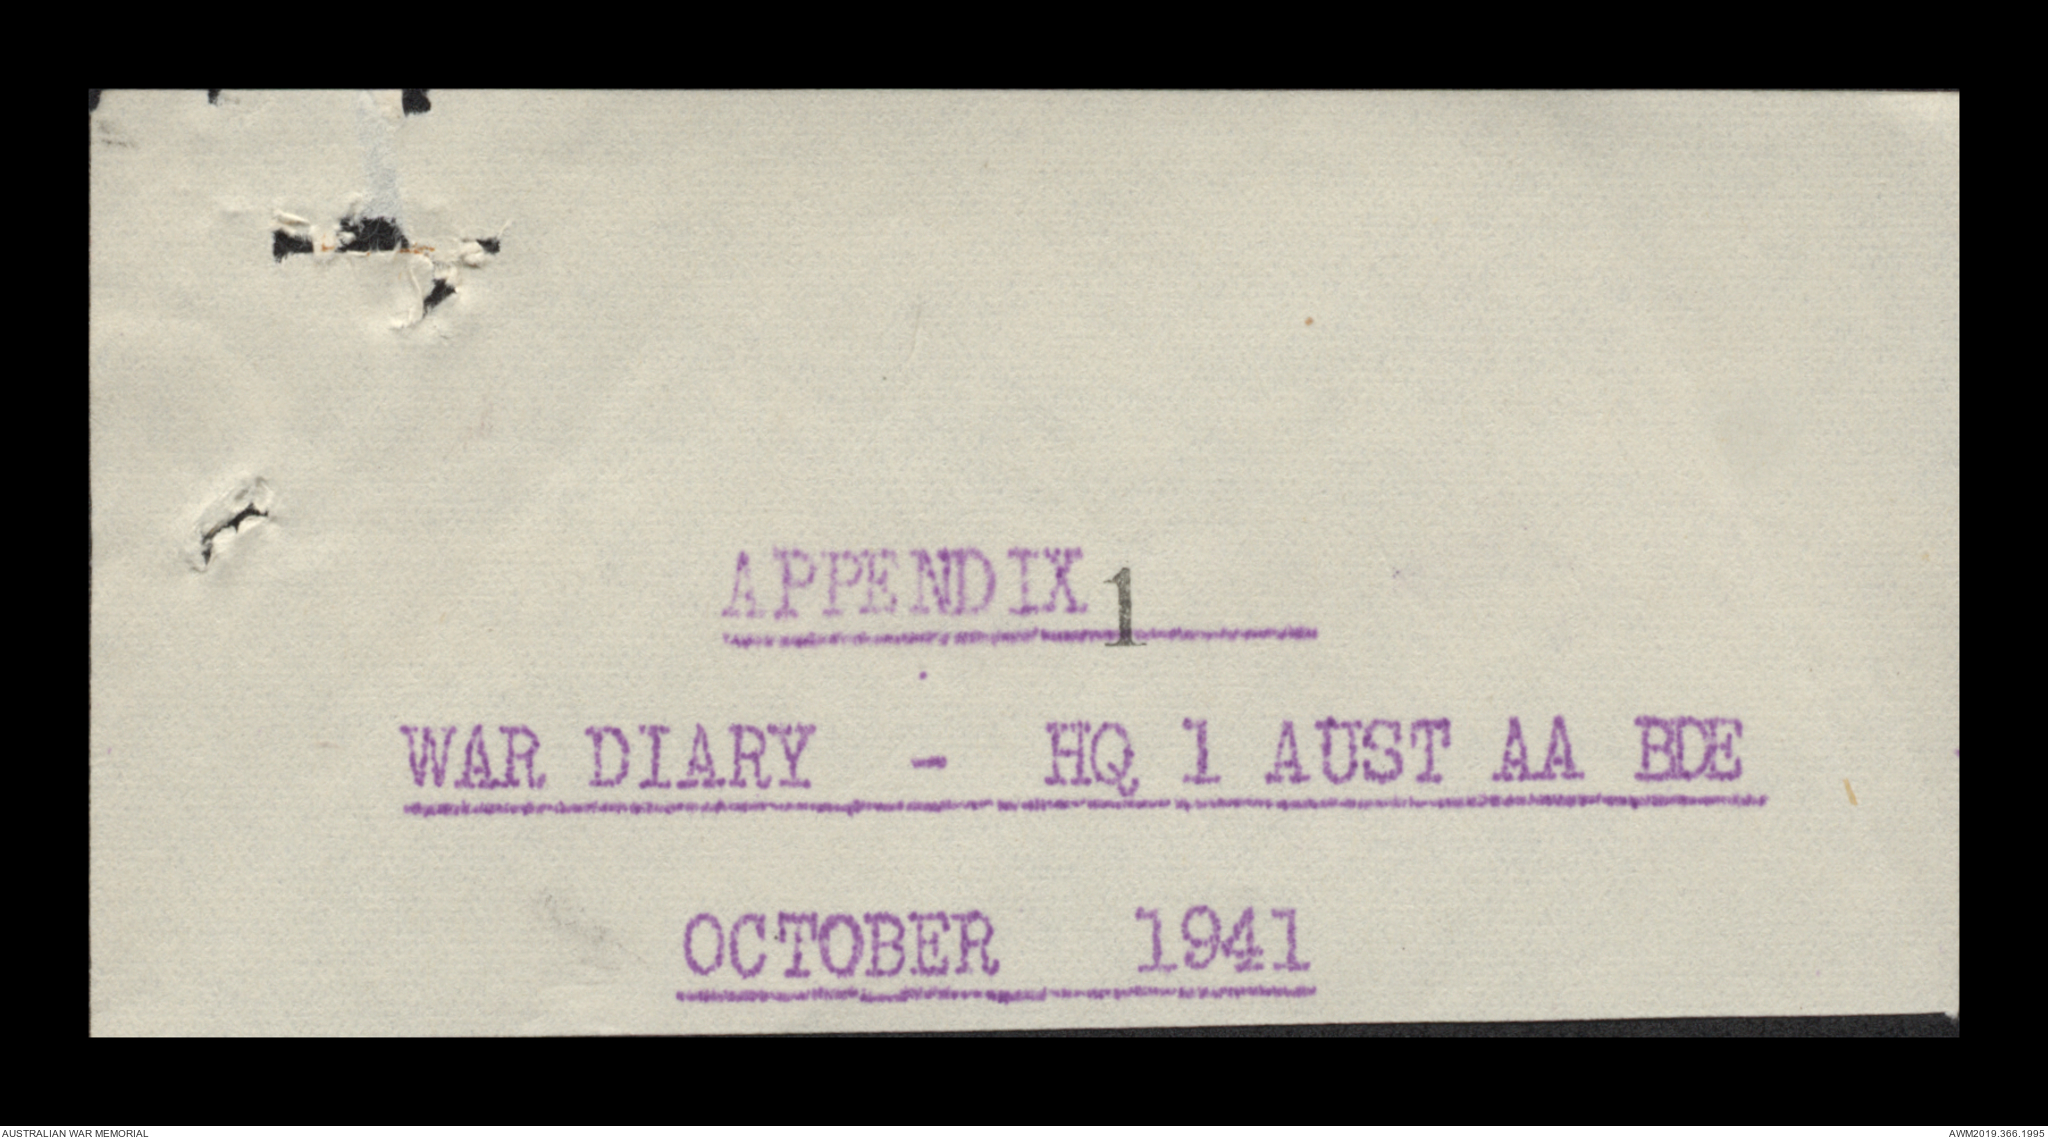 APPENDIX 1
WAR DIARY - HQ 1 AUST AA BDE
OCTOBER 1941
AUSTRALIAN WAR MEMORIAL
AWM2019.366.1995